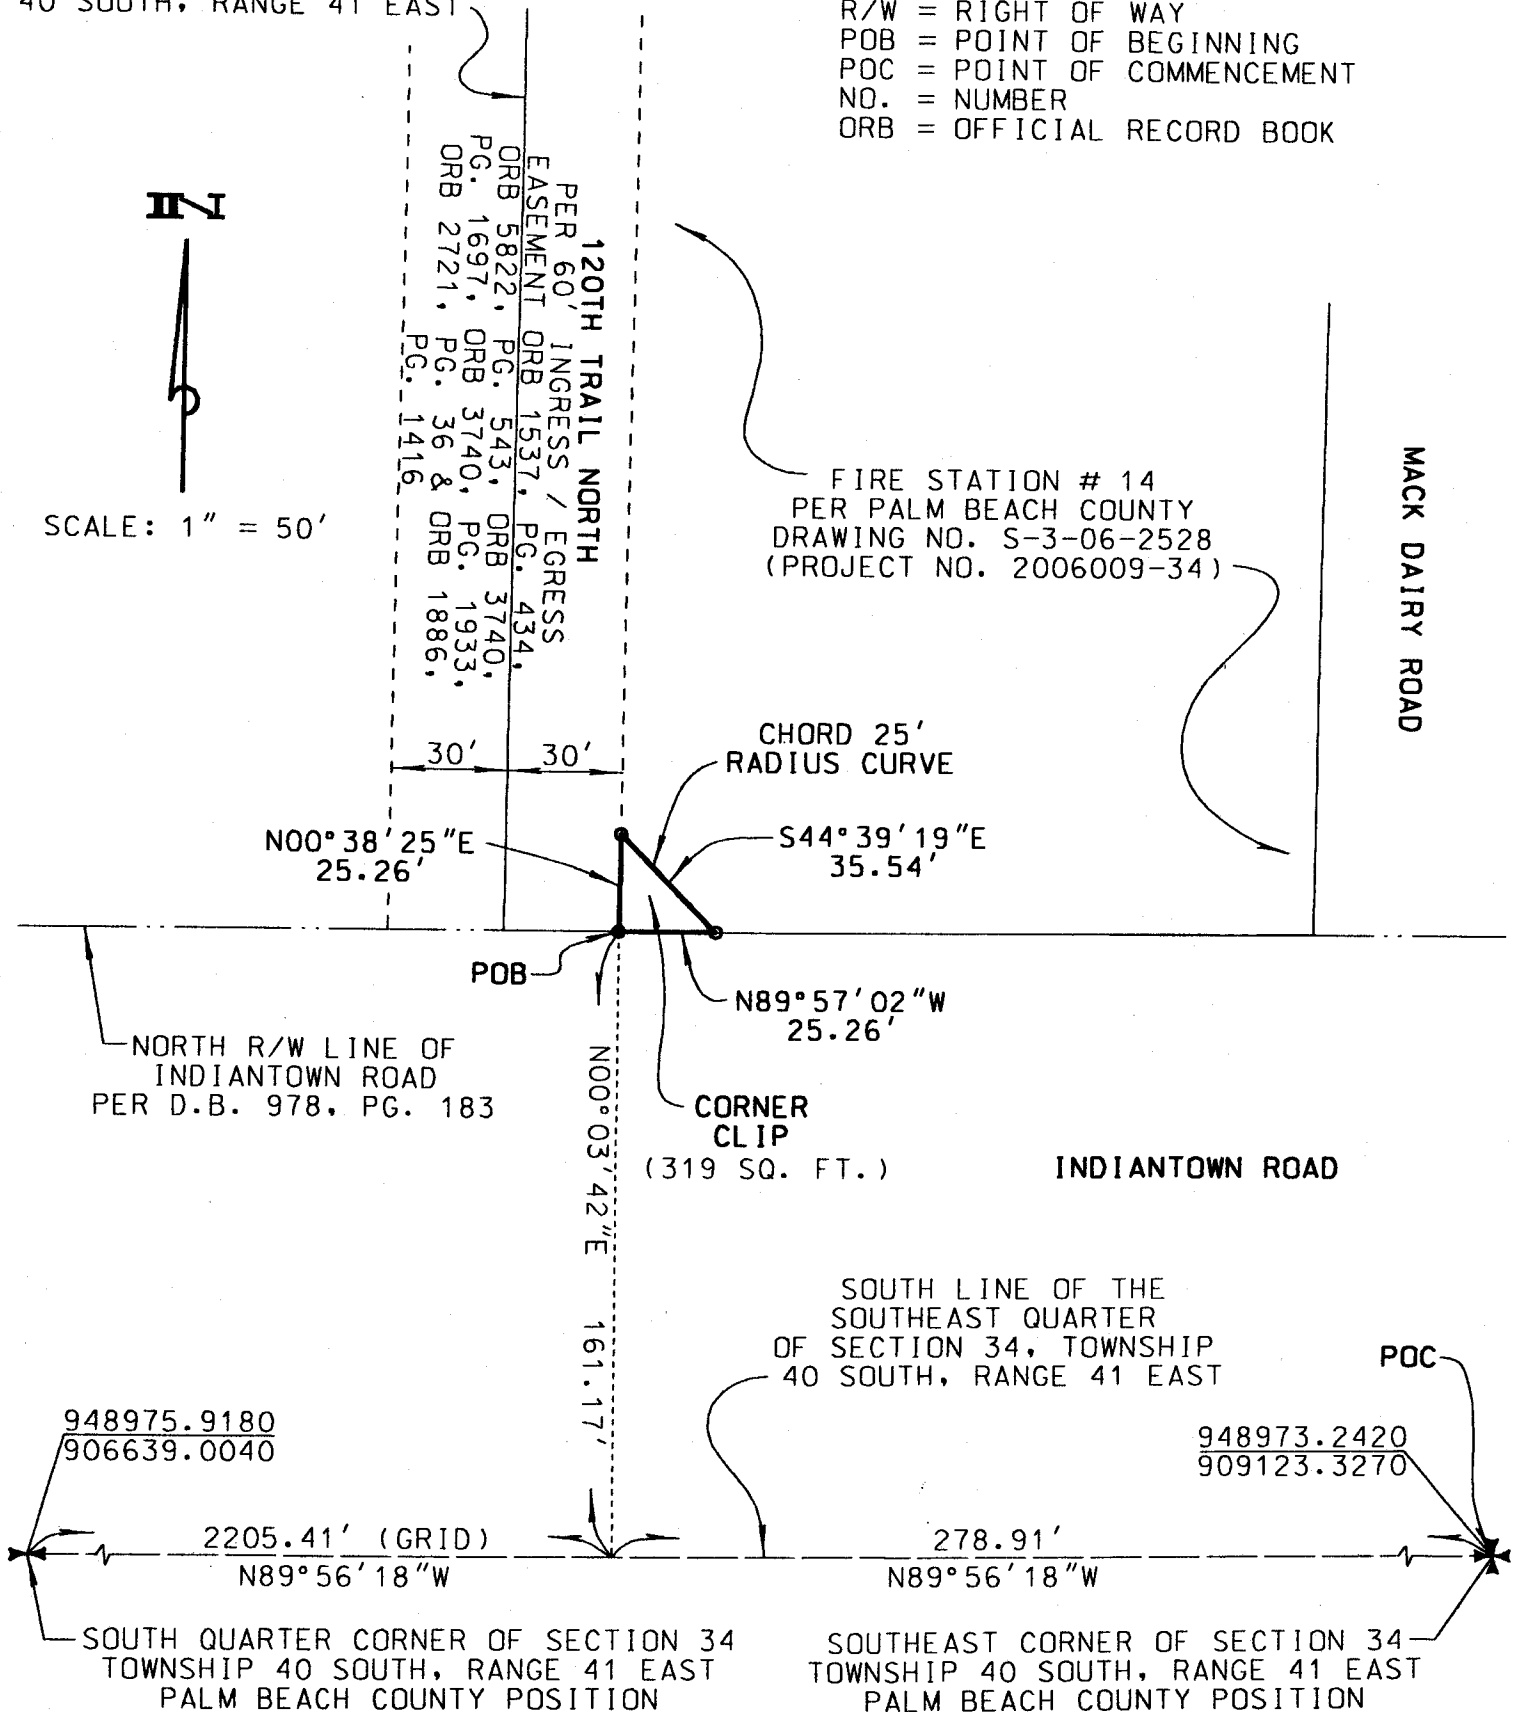 40 SOUTH, RANGE 41 EAST
R/W = RIGHT OF WAY
POB = POINT OF BEGINNING
POC = POINT OF COMMENCEMENT
NO. = NUMBER
ORB = OFFICIAL RECORD BOOK
N
SCALE: 1" = 50'
120TH TRAIL NORTH
PER 60' INGRESS / EGRESS
EASEMENT ORB 1537, PG. 434,
ORB 5822, PG. 543, ORB 3740,
PG. 1697, ORB 3740, PG. 1933,
ORB 2721, PG. 36 & ORB 1886,
PG. 1416
FIRE STATION # 14
PER PALM BEACH COUNTY
DRAWING NO. S-3-06-2528
(PROJECT NO. 2006009-34)
MACK DAIRY ROAD
30'
30'
CHORD 25'
RADIUS CURVE
N00°38'25"E
25.26'
S44°39'19"E
35.54'
POB
N89°57'02"W
25.26'
NORTH R/W LINE OF
INDIANTOWN ROAD
PER D.B. 978, PG. 183
N00°03'42"E 161.17'
CORNER
CLIP
(319 SQ. FT.)
INDIANTOWN ROAD
SOUTH LINE OF THE
SOUTHEAST QUARTER
OF SECTION 34, TOWNSHIP
40 SOUTH, RANGE 41 EAST
POC
948975.9180
906639.0040
948973.2420
909123.3270
2205.41' (GRID)
N89°56'18"W
278.91'
N89°56'18"W
SOUTH QUARTER CORNER OF SECTION 34
TOWNSHIP 40 SOUTH, RANGE 41 EAST
PALM BEACH COUNTY POSITION
SOUTHEAST CORNER OF SECTION 34
TOWNSHIP 40 SOUTH, RANGE 41 EAST
PALM BEACH COUNTY POSITION